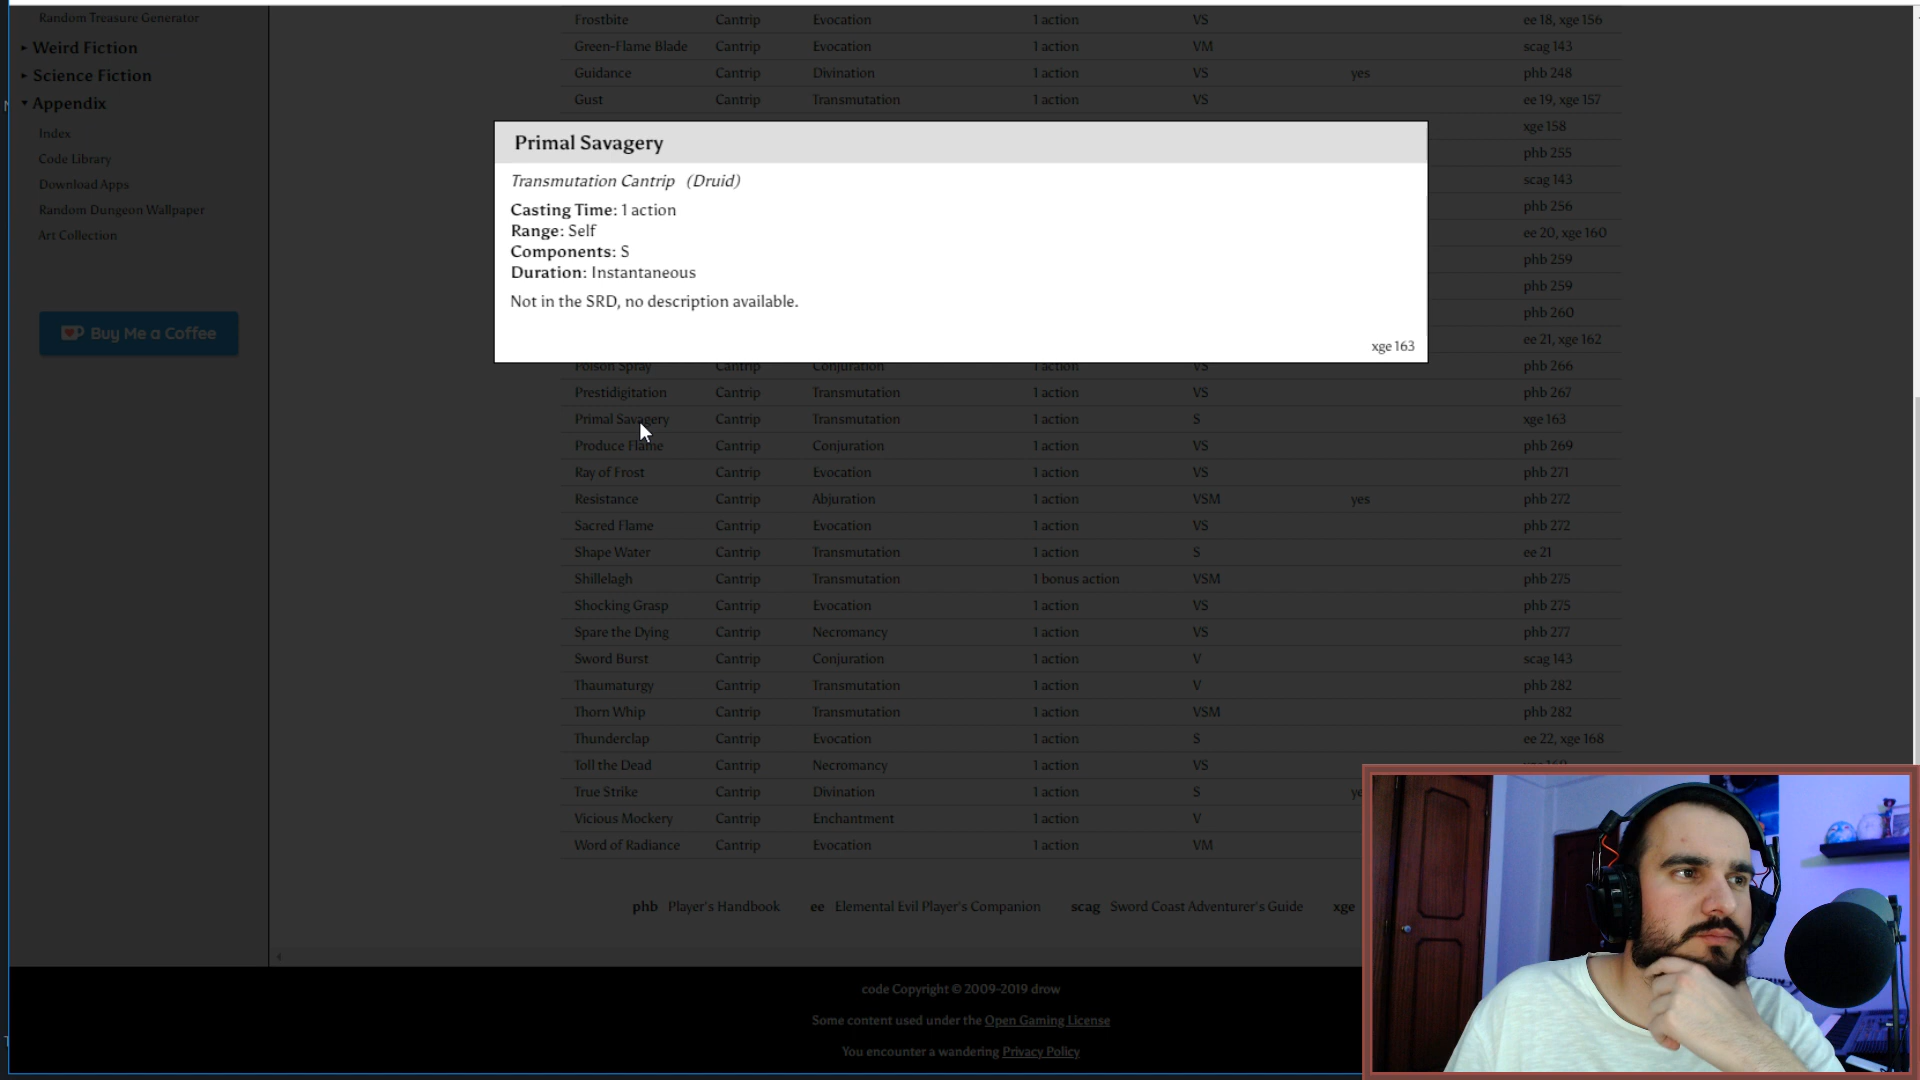 Random Treasure Generator
Weird Fiction
Science Fiction
Appendix
Index
Code Library
Download Apps
Random Dungeon Wallpaper
Art Collection
Buy Me a Coffee
Frostbite Cantrip Evocation 1 action VS ee 18, xge 156
Green-Flame Blade Cantrip Evocation 1 action VM scag 143
Guidance Cantrip Divination 1 action VS yes phb 248
Gust Cantrip Transmutation 1 action VS ee 19, xge 157
xge 158
phb 255
scag 143
phb 256
ee 20, xge 160
phb 259
phb 259
phb 260
ee 21, xge 162
Primal Savagery
Transmutation Cantrip (Druid)
Casting Time: 1 action
Range: Self
Components: S
Duration: Instantaneous
Not in the SRD, no description available.
xge 163
Poison Spray Cantrip Conjuration 1 action VS phb 266
Prestidigitation Cantrip Transmutation 1 action VS phb 267
Primal Savagery Cantrip Transmutation 1 action S xge 163
Produce Flame Cantrip Conjuration 1 action VS phb 269
Ray of Frost Cantrip Evocation 1 action VS phb 271
Resistance Cantrip Abjuration 1 action VSM yes phb 272
Sacred Flame Cantrip Evocation 1 action VS phb 272
Shape Water Cantrip Transmutation 1 action S ee 21
Shillelagh Cantrip Transmutation 1 bonus action VSM phb 275
Shocking Grasp Cantrip Evocation 1 action VS phb 275
Spare the Dying Cantrip Necromancy 1 action VS phb 277
Sword Burst Cantrip Conjuration 1 action V scag 143
Thaumaturgy Cantrip Transmutation 1 action V phb 282
Thorn Whip Cantrip Transmutation 1 action VSM phb 282
Thunderclap Cantrip Evocation 1 action S ee 22, xge 168
Toll the Dead Cantrip Necromancy 1 action VS
True Strike Cantrip Divination 1 action S
Vicious Mockery Cantrip Enchantment 1 action V
Word of Radiance Cantrip Evocation 1 action VM
phb Player's Handbook ee Elemental Evil Player's Companion scag Sword Coast Adventurer's Guide xge
code Copyright © 2009-2019 drow
Some content used under the Open Gaming License
You encounter a wandering Privacy Policy